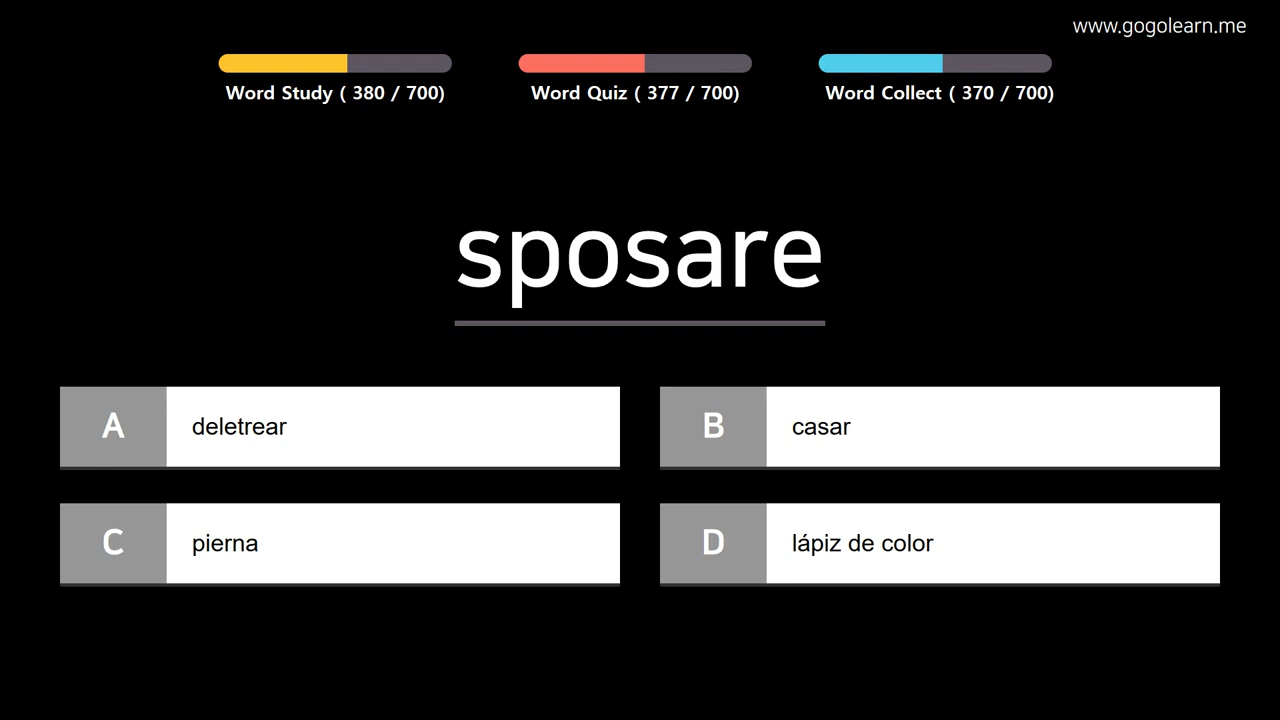 www.gogolearn.me
Word Study ( 380 / 700)
Word Quiz ( 377 / 700)
Word Collect ( 370 / 700)
sposare
A deletrear
B casar
C pierna
D lápiz de color